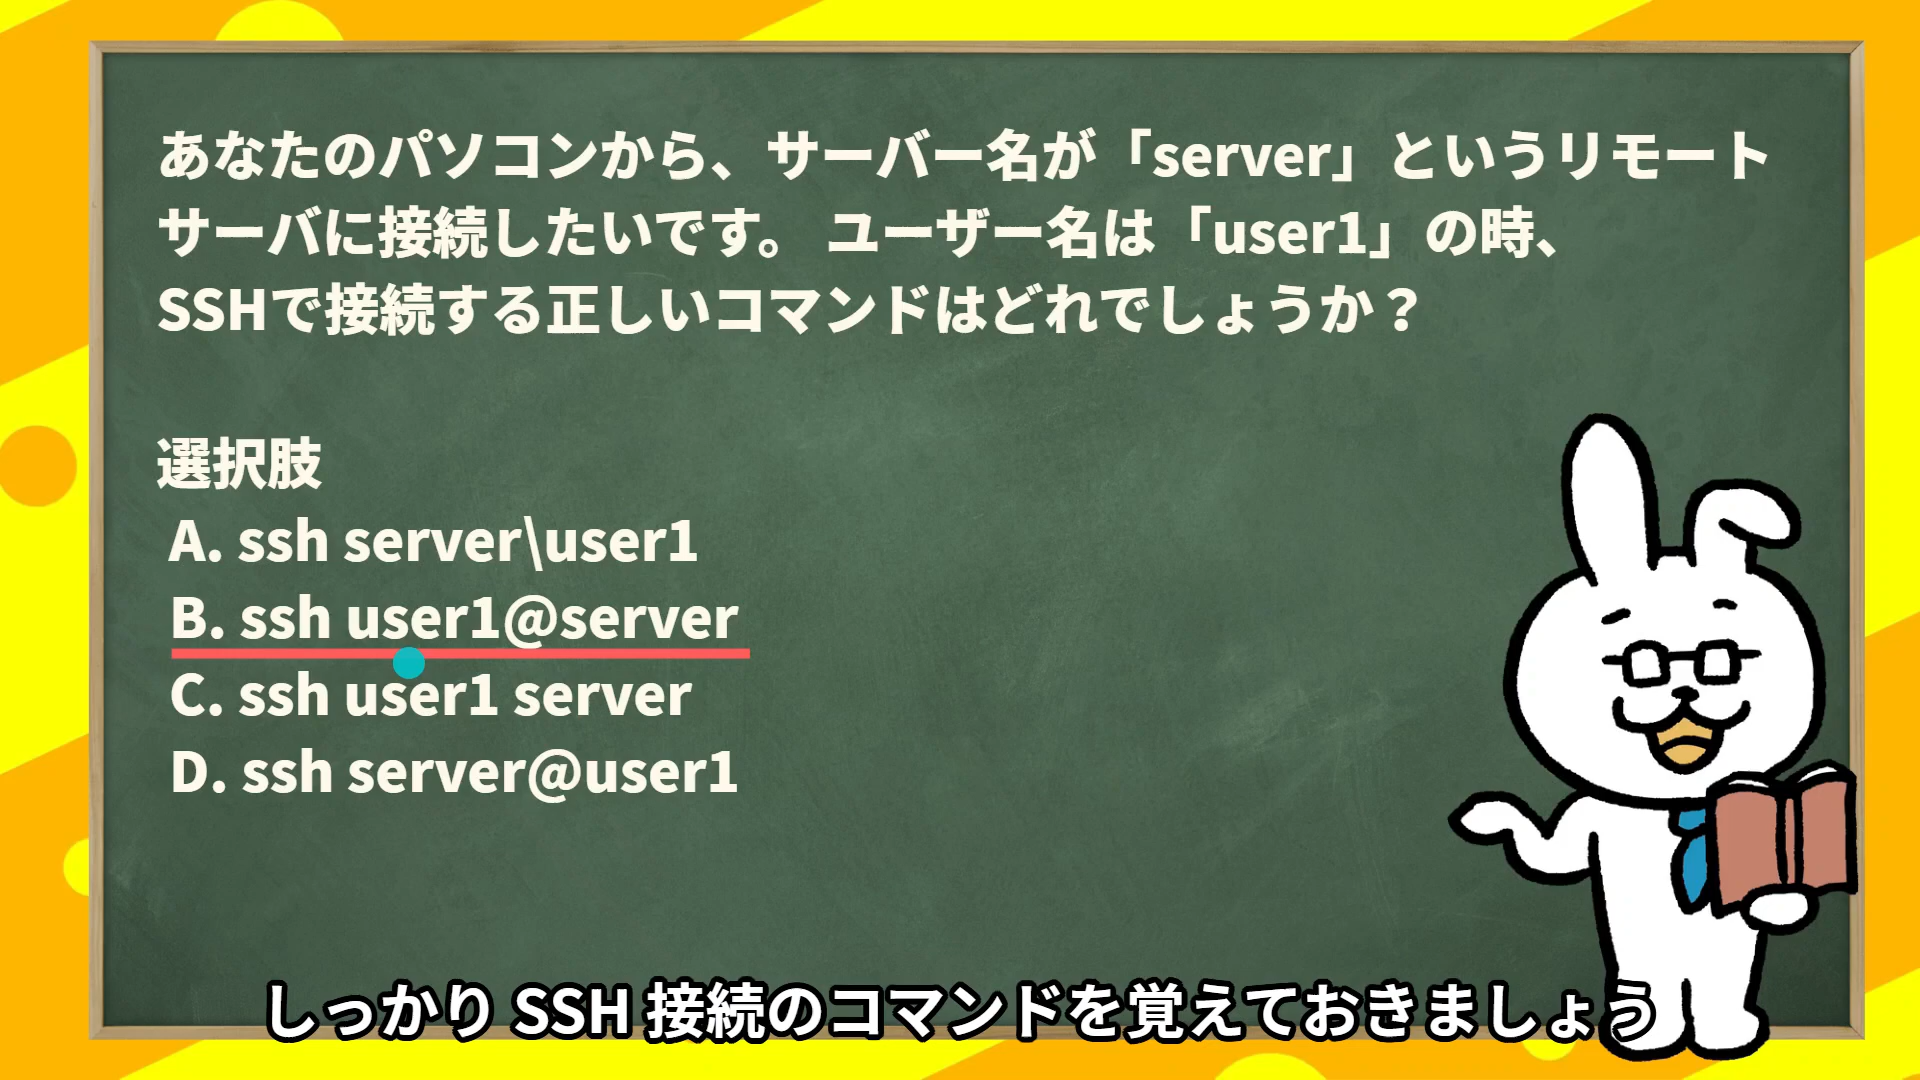 あなたのパソコンから、サーバー名が「server」というリモート
サーバに接続したいです。 ユーザー名は「user1」の時、
SSHで接続する正しいコマンドはどれでしょうか？
選択肢
A. ssh server\user1
B. ssh user1@server
C. ssh user1 server
D. ssh server@user1
しっかり SSH 接続のコマンドを覚えておきましょう